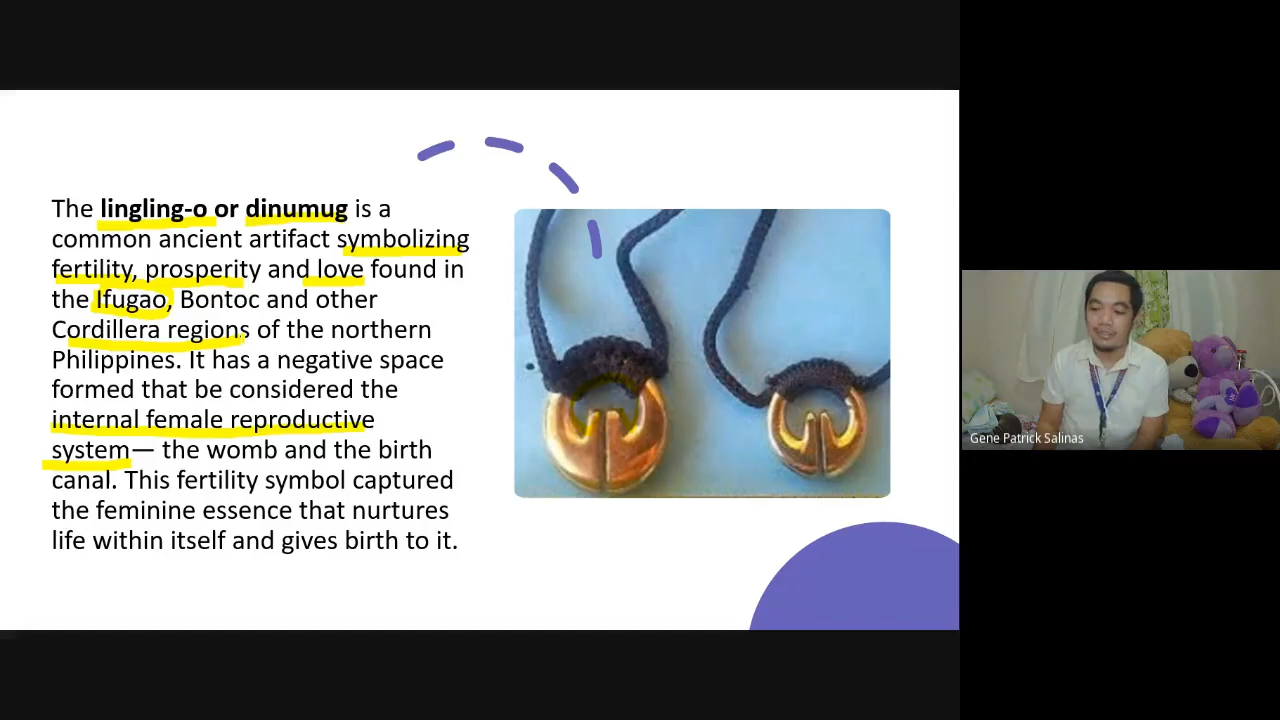 The lingling-o or dinumug is a
common ancient artifact symbolizing
fertility, prosperity and love found in
the Ifugao, Bontoc and other
Cordillera regions of the northern
Philippines. It has a negative space
formed that be considered the
internal female reproductive
system— the womb and the birth
canal. This fertility symbol captured
the feminine essence that nurtures
life within itself and gives birth to it.
Gene Patrick Salinas